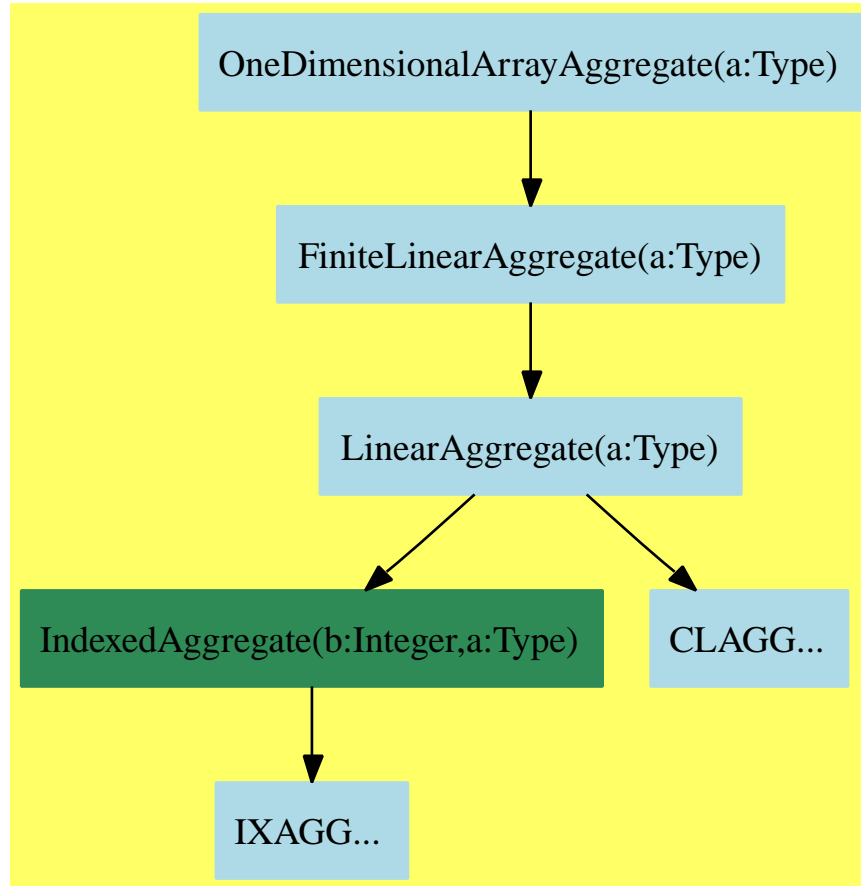 OneDimensionalArrayAggregate(a:Type)
FiniteLinearAggregate(a:Type)
LinearAggregate(a:Type)
IndexedAggregate(b:Integer,a:Type)
CLAGG...
IXAGG...